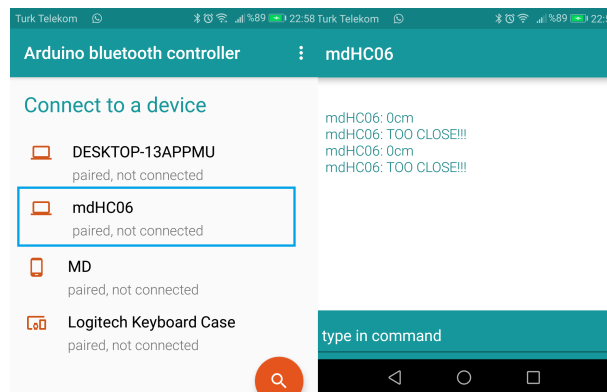 Turk Telekom %89 22:58
Arduino bluetooth controller
Connect to a device
DESKTOP-13APPMU
paired, not connected
mdHC06
paired, not connected
MD
paired, not connected
Logitech Keyboard Case
paired, not connected
Turk Telekom %89 22:5
mdHC06
mdHC06: 0cm
mdHC06: TOO CLOSE!!!
mdHC06: 0cm
mdHC06: TOO CLOSE!!!
type in command